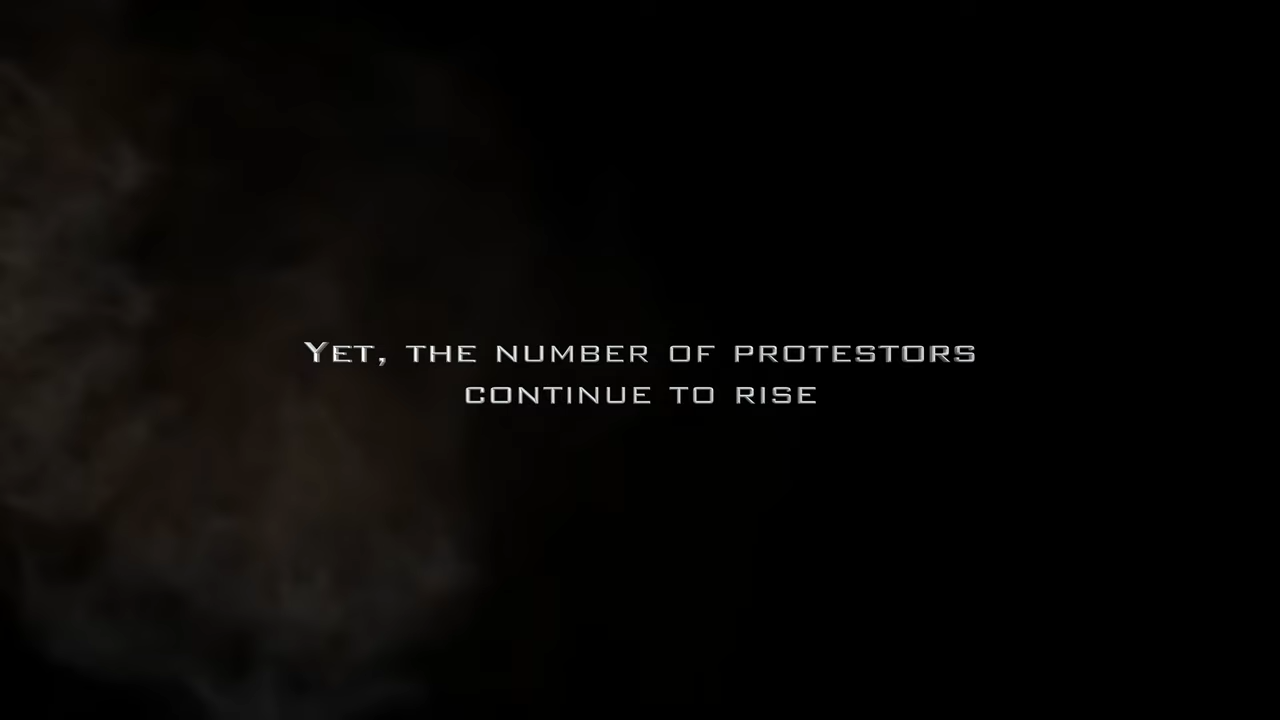 Yet, the number of protestors
continue to rise